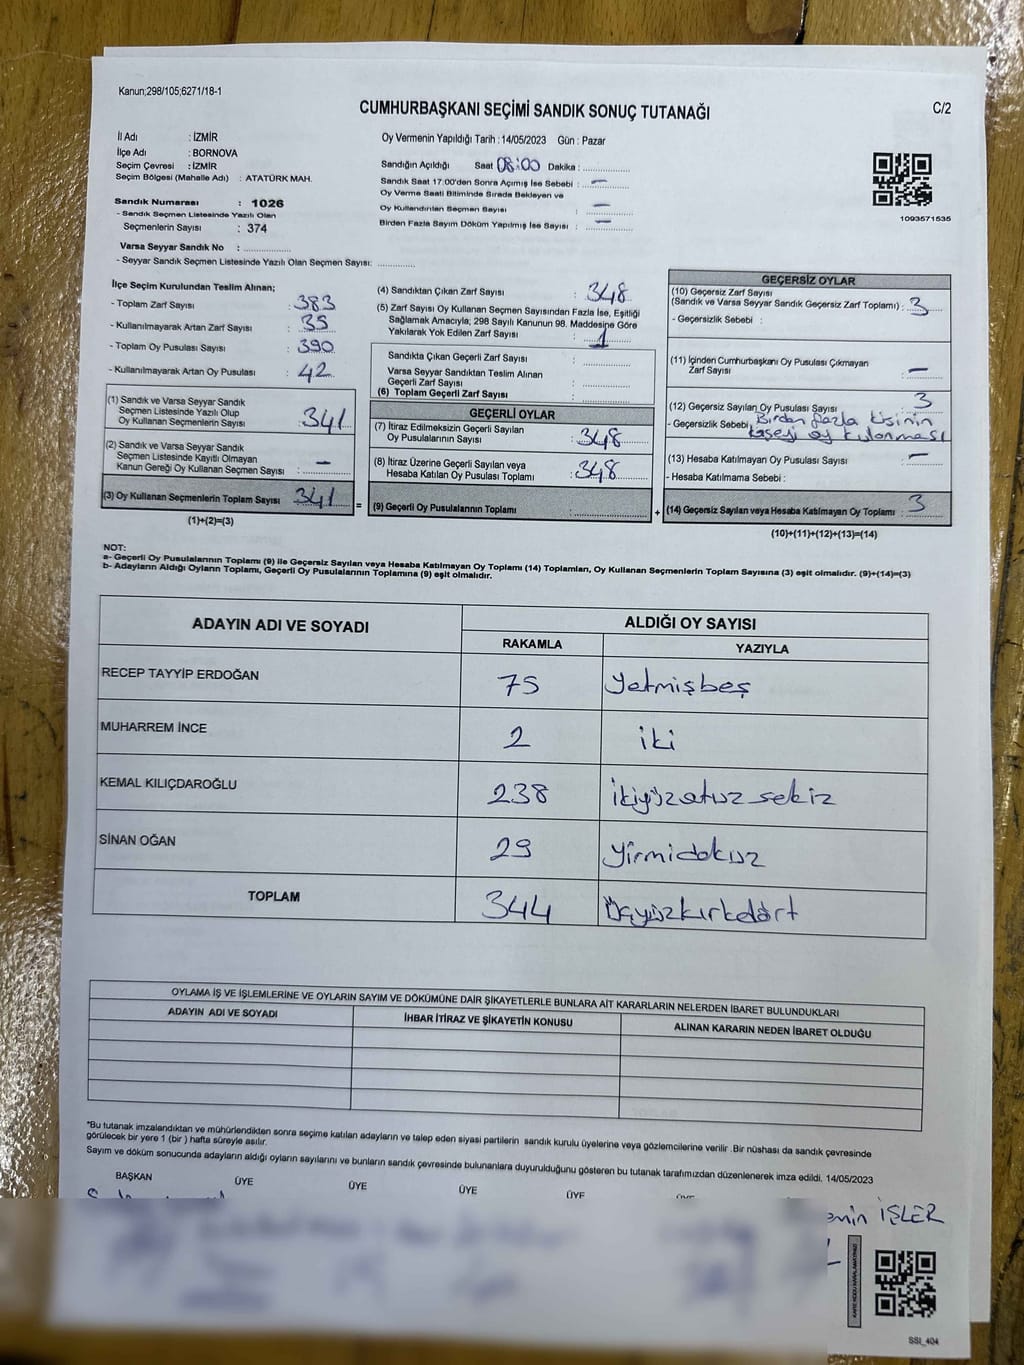 Kanun;298/105;6271/18-1
CUMHURBAŞKANI SEÇİMİ SANDIK SONUÇ TUTANAĞI
C/2
İl Adı : İZMİR
İlçe Adı : BORNOVA
Seçim Çevresi : İZMİR
Seçim Bölgesi (Mahalle Adı) : ATATÜRK MAH.
Sandık Numarası : 1026
- Sandık Seçmen Listesinde Yazılı Olan
Seçmenlerin Sayısı : 374
Varsa Seyyar Sandık No : ..............
- Seyyar Sandık Seçmen Listesinde Yazılı Olan Seçmen Sayısı: ............
Oy Vermenin Yapıldığı Tarih : 14/05/2023 Gün : Pazar
Sandığın Açıldığı Saat 08:00 Dakika : ..............
Sandık Saat 17:00'den Sonra Açımış İse Sebebi : —
Oy Verme Saati Bitiminde Sırada Bekleyen ve
Oy Kullandırılan Seçmen Sayısı : —
Birden Fazla Sayım Döküm Yapılmış İse Sayısı : —
1093571535
İlçe Seçim Kurulundan Teslim Alınan;
- Toplam Zarf Sayısı : 383
- Kullanılmayarak Artan Zarf Sayısı : 35
- Toplam Oy Pusulası Sayısı : 390
- Kullanılmayarak Artan Oy Pusulası : 42
(1) Sandık ve Varsa Seyyar Sandık
Seçmen Listesinde Yazılı Olup
Oy Kullanan Seçmenlerin Sayısı : 341
(2) Sandık ve Varsa Seyyar Sandık
Seçmen Listesinde Kayıtlı Olmayan
Kanun Gereği Oy Kullanan Seçmen Sayısı : —
(3) Oy Kullanan Seçmenlerin Toplam Sayısı 341
(1)+(2)=(3)
=
(4) Sandıktan Çıkan Zarf Sayısı : 348
(5) Zarf Sayısı Oy Kullanan Seçmen Sayısından Fazla İse, Eşitliği
Sağlamak Amacıyla; 298 Sayılı Kanunun 98. Maddesine Göre
Yakılarak Yok Edilen Zarf Sayısı : 1
Sandıkta Çıkan Geçerli Zarf Sayısı : ..............
Varsa Seyyar Sandıktan Teslim Alınan
Geçerli Zarf Sayısı : ..............
(6) Toplam Geçerli Zarf Sayısı : ..............
GEÇERLİ OYLAR
(7) İtiraz Edilmeksizin Geçerli Sayılan
Oy Pusulalarının Sayısı : 348
(8) İtiraz Üzerine Geçerli Sayılan veya
Hesaba Katılan Oy Pusulası Toplamı : 348
(9) Geçerli Oy Pusulalarının Toplamı : ..............
+
GEÇERSİZ OYLAR
(10) Geçersiz Zarf Sayısı
(Sandık ve Varsa Seyyar Sandık Geçersiz Zarf Toplamı) : 3
- Geçersizlik Sebebi :
(11) İçinden Cumhurbaşkanı Oy Pusulası Çıkmayan
Zarf Sayısı : —
(12) Geçersiz Sayılan Oy Pusulası Sayısı : 3
- Geçersizlik Sebebi : Birden fazla kişinin
kaşeyi oy kullanması
(13) Hesaba Katılmayan Oy Pusulası Sayısı : —
- Hesaba Katılmama Sebebi :
(14) Geçersiz Sayılan veya Hesaba Katılmayan Oy Toplamı : 3
(10)+(11)+(12)+(13)=(14)
NOT:
a- Geçerli Oy Pusulalarının Toplamı (9) ile Geçersiz Sayılan veya Hesaba Katılmayan Oy Toplamı (14) Toplamları, Oy Kullanan Seçmenlerin Toplam Sayısına (3) eşit olmalıdır. (9)+(14)=(3)
b- Adayların Aldığı Oyların Toplamı, Geçerli Oy Pusulalarının Toplamına (9) eşit olmalıdır.
ADAYIN ADI VE SOYADI
ALDIĞI OY SAYISI
RAKAMLA YAZIYLA
RECEP TAYYİP ERDOĞAN 75 Yetmişbeş
MUHARREM İNCE 2 iki
KEMAL KILIÇDAROĞLU 238 ikiyüzotuz sekiz
SİNAN OĞAN 29 Yirmidokuz
TOPLAM 344 Üçyüzkırkdört
OYLAMA İŞ VE İŞLEMLERİNE VE OYLARIN SAYIM VE DÖKÜMÜNE DAİR ŞİKAYETLERLE BUNLARA AİT KARARLARIN NELERDEN İBARET BULUNDUKLARI
ADAYIN ADI VE SOYADI İHBAR İTİRAZ VE ŞİKAYETİN KONUSU ALINAN KARARIN NEDEN İBARET OLDUĞU
*Bu tutanak imzalandıktan ve mühürlendikten sonra seçime katılan adayların ve talep eden siyasi partilerin sandık kurulu üyelerine veya gözlemcilerine verilir .Bir nüshası da sandık çevresinde
görülecek bir yere 1 (bir ) hafta süreyle asılır.
Sayım ve döküm sonucunda adayların aldığı oyların sayılarını ve bunların sandık çevresinde bulunanlara duyurulduğunu gösteren bu tutanak tarafımızdan düzenlenerek imza edildi. 14/05/2023
BAŞKAN ÜYE ÜYE ÜYE ÜYE ÜYE
emin İŞLER
SSI_404